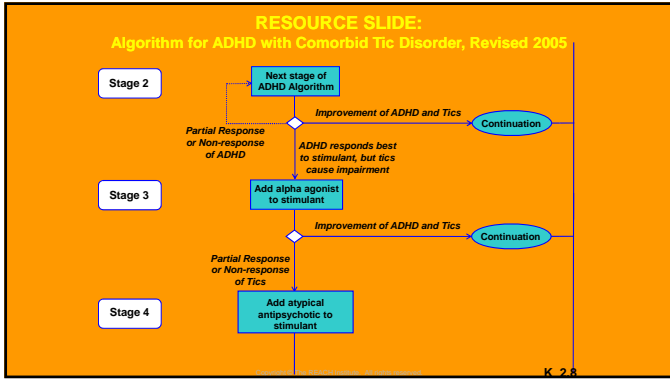 RESOURCE SLIDE:
Algorithm for ADHD with Comorbid Tic Disorder, Revised 2005
Stage 2
Next stage of
ADHD Algorithm
Improvement of ADHD and Tics
Continuation
Partial Response
or Non-response
of ADHD
ADHD responds best
to stimulant, but tics
cause impairment
Stage 3
Add alpha agonist
to stimulant
Improvement of ADHD and Tics
Continuation
Partial Response
or Non-response
of Tics
Stage 4
Add atypical
antipsychotic to
stimulant
K 2.8